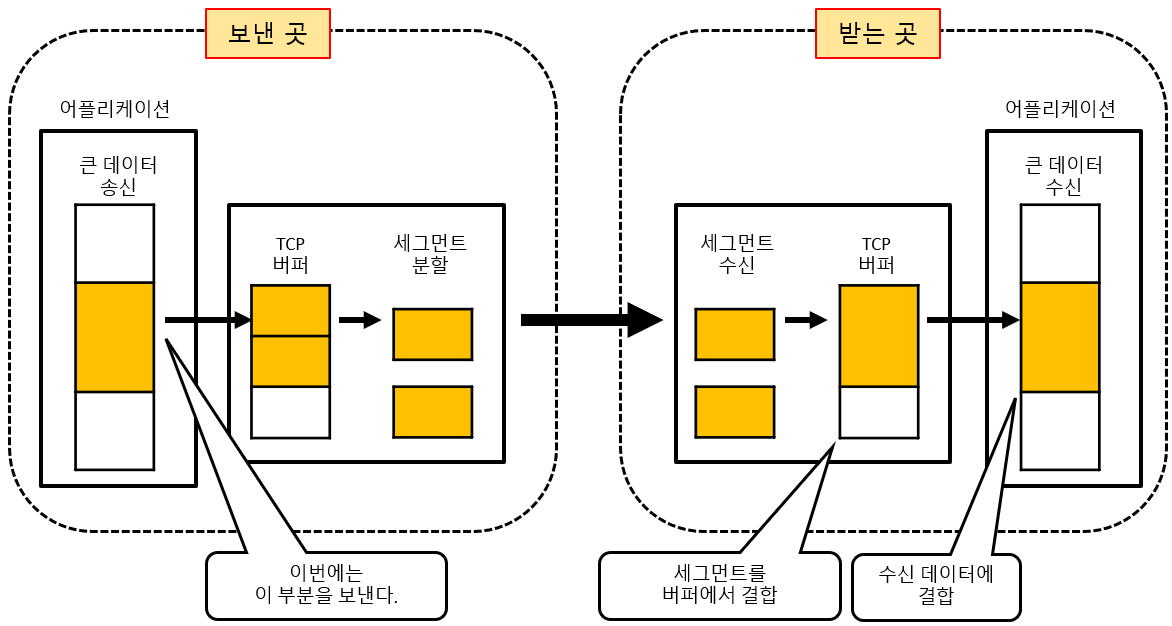 보낸 곳
어플리케이션
큰 데이터
송신
TCP
버퍼
세그먼트
분할
이번에는
이 부분을 보낸다.
받는 곳
세그먼트
수신
TCP
버퍼
어플리케이션
큰 데이터
수신
세그먼트를
버퍼에서 결합
수신 데이터에
결합